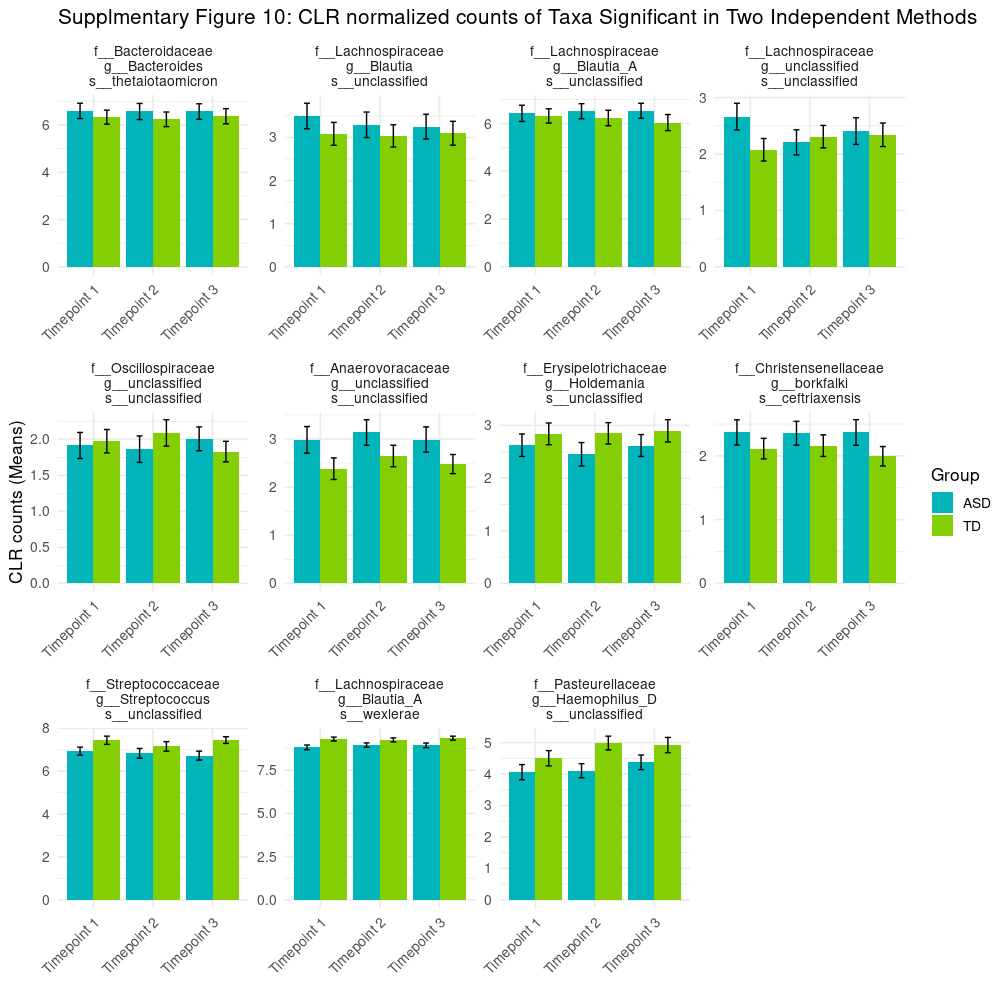 Supplmentary Figure 10: CLR normalized counts of Taxa Significant in Two Independent Methods
f__Bacteroidaceae
g__Bacteroides
s__thetaiotaomicron
6
4
2
0
Timepoint 1
Timepoint 2
Timepoint 3
f__Lachnospiraceae
g__Blautia
s__unclassified
3
2
1
0
Timepoint 1
Timepoint 2
Timepoint 3
f__Lachnospiraceae
g__Blautia_A
s__unclassified
6
4
2
0
Timepoint 1
Timepoint 2
Timepoint 3
f__Lachnospiraceae
g__unclassified
s__unclassified
3
2
1
0
Timepoint 1
Timepoint 2
Timepoint 3
CLR counts (Means)
f__Oscillospiraceae
g__unclassified
s__unclassified
2.0
1.5
1.0
0.5
0.0
Timepoint 1
Timepoint 2
Timepoint 3
f__Anaerovoracaceae
g__unclassified
s__unclassified
3
2
1
0
Timepoint 1
Timepoint 2
Timepoint 3
f__Erysipelotrichaceae
g__Holdemania
s__unclassified
3
2
1
0
Timepoint 1
Timepoint 2
Timepoint 3
f__Christensenellaceae
g__borkfalki
s__ceftriaxensis
2
1
0
Timepoint 1
Timepoint 2
Timepoint 3
Group
ASD
TD
f__Streptococcaceae
g__Streptococcus
s__unclassified
8
6
4
2
0
Timepoint 1
Timepoint 2
Timepoint 3
f__Lachnospiraceae
g__Blautia_A
s__wexlerae
7.5
5.0
2.5
0.0
Timepoint 1
Timepoint 2
Timepoint 3
f__Pasteurellaceae
g__Haemophilus_D
s__unclassified
5
4
3
2
1
0
Timepoint 1
Timepoint 2
Timepoint 3